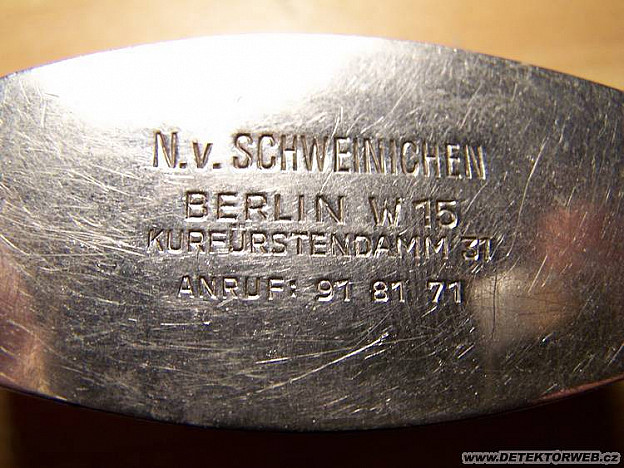 N.v. SCHWEINICHEN
BERLIN W 15
KURFÜRSTENDAMM 31
ANRUF: 91 81 71
WWW.DETEKTORWEB.CZ